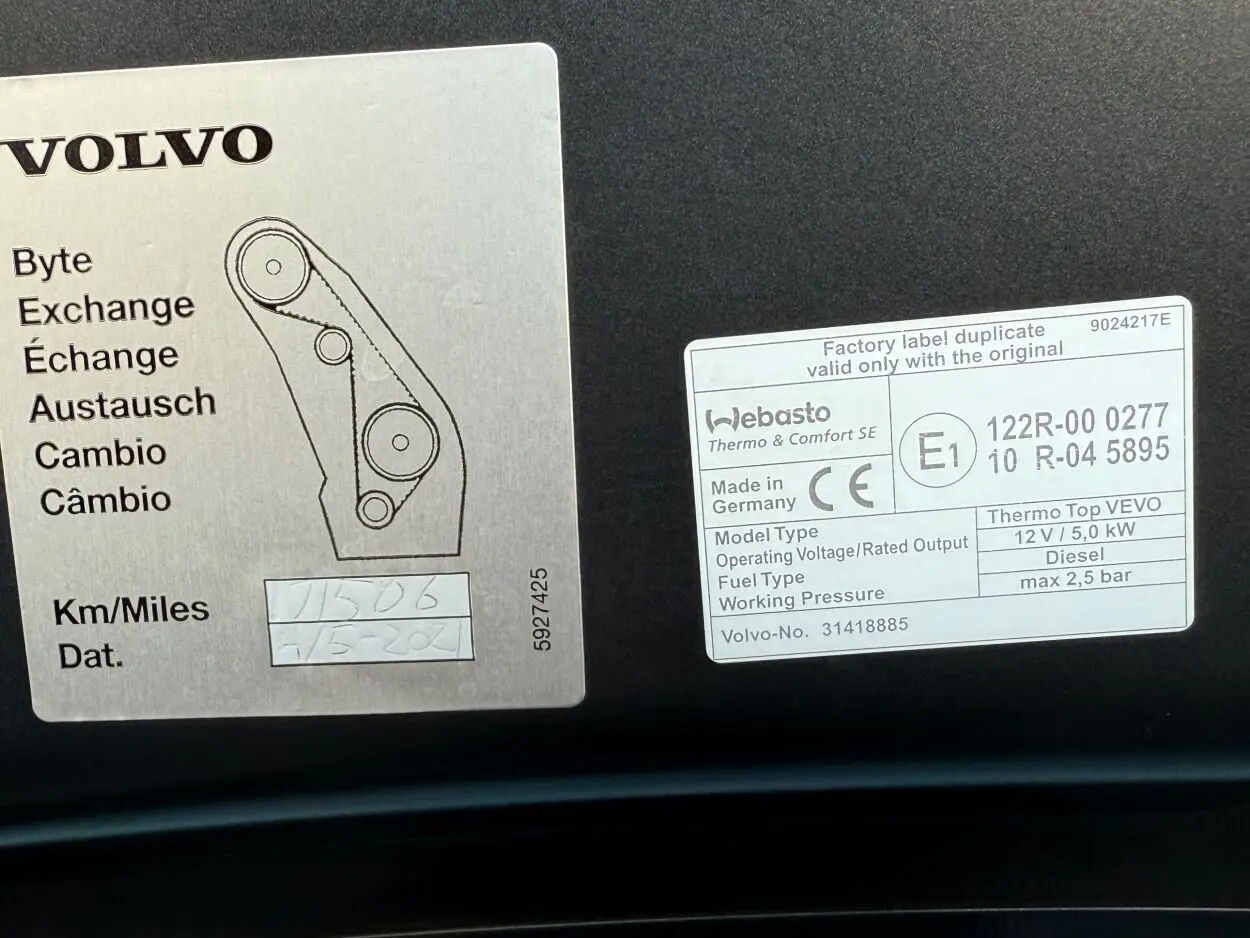 VOLVO
Byte
Exchange
Échange
Austausch
Cambio
Câmbio
Km/Miles 171506
Dat. /5-2021
5927425
Factory label duplicate 9024217E
valid only with the original
Webasto
Thermo & Comfort SE
Made in
Germany
CE
E1
122R-00 0277
10 R-04 5895
Model Type Thermo Top VEVO
Operating Voltage/Rated Output 12 V / 5,0 kW
Fuel Type Diesel
Working Pressure max 2,5 bar
Volvo-No. 31418885